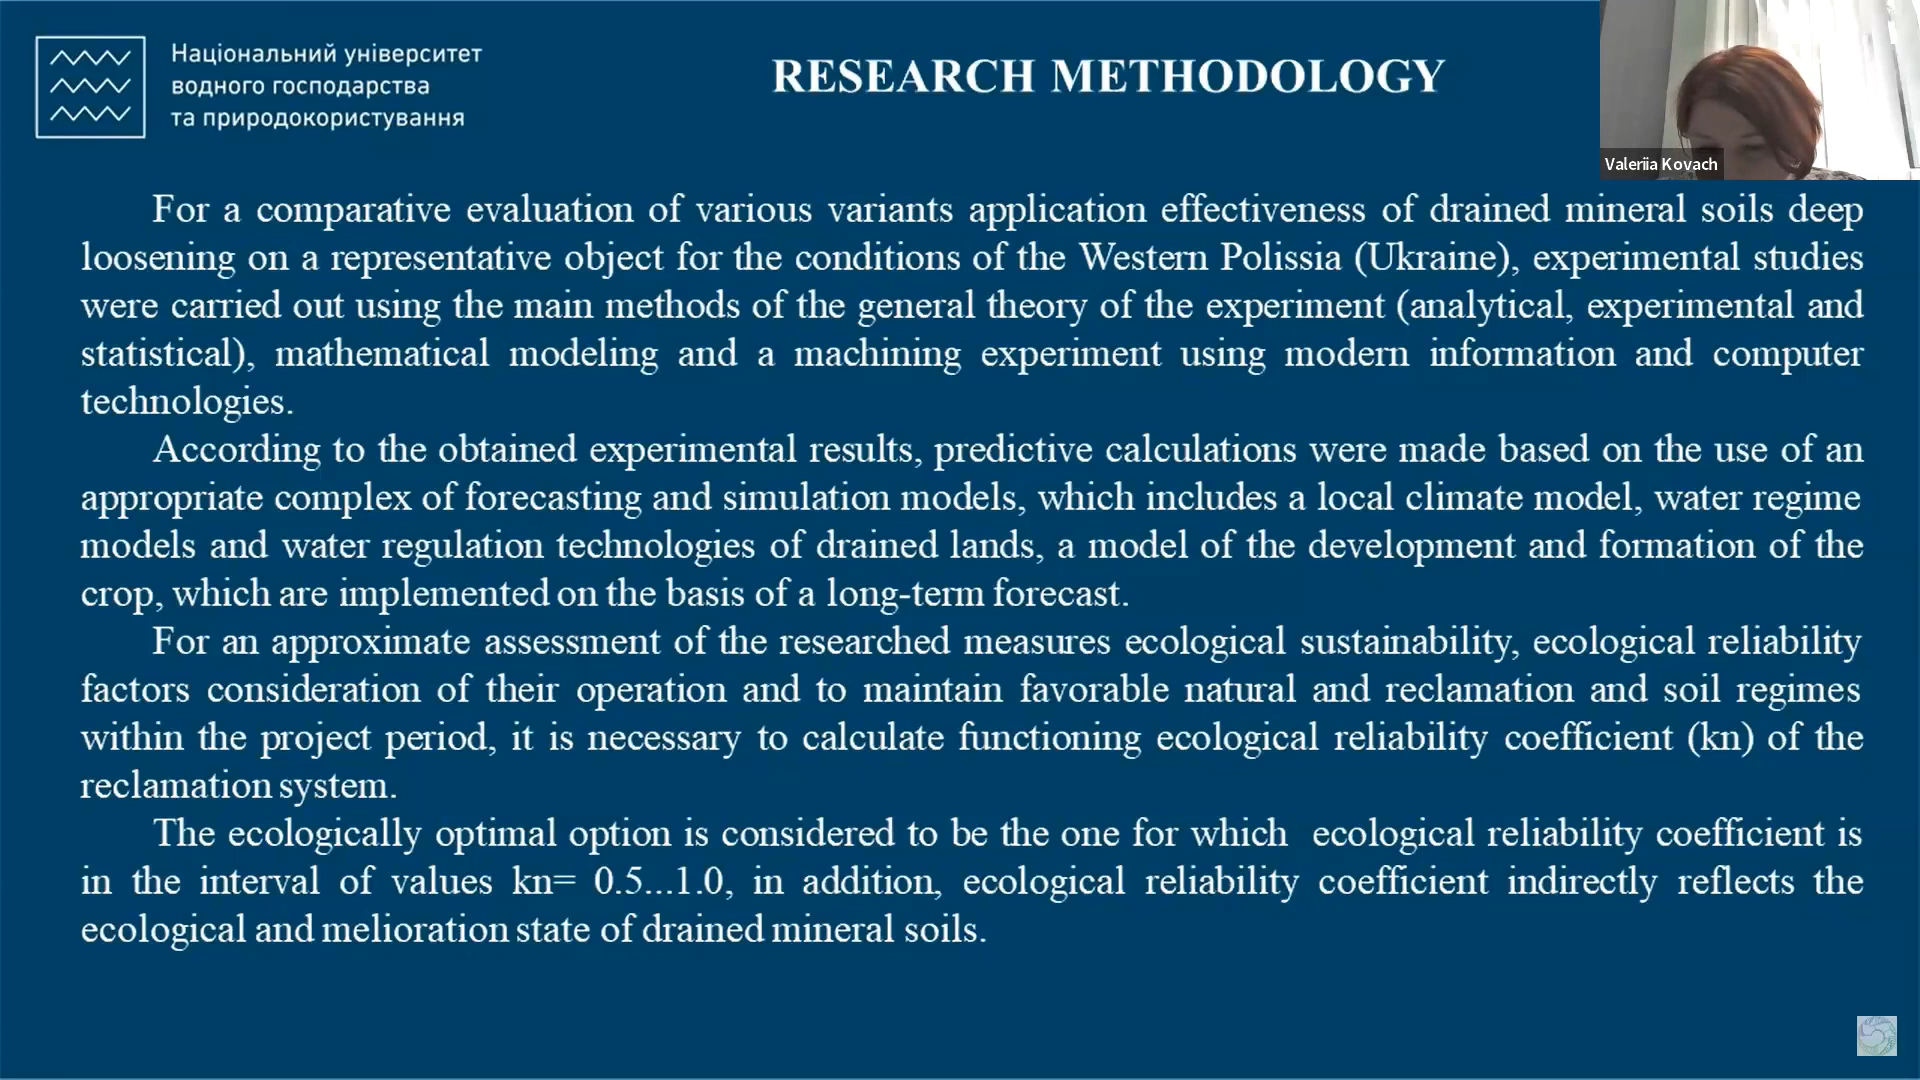 Національний університет
водного господарства
та природокористування
RESEARCH METHODOLOGY
Valeriia Kovach
For a comparative evaluation of various variants application effectiveness of drained mineral soils deep
loosening on a representative object for the conditions of the Western Polissia (Ukraine), experimental studies
were carried out using the main methods of the general theory of the experiment (analytical, experimental and
statistical), mathematical modeling and a machining experiment using modern information and computer
technologies.
According to the obtained experimental results, predictive calculations were made based on the use of an
appropriate complex of forecasting and simulation models, which includes a local climate model, water regime
models and water regulation technologies of drained lands, a model of the development and formation of the
crop, which are implemented on the basis of a long-term forecast.
For an approximate assessment of the researched measures ecological sustainability, ecological reliability
factors consideration of their operation and to maintain favorable natural and reclamation and soil regimes
within the project period, it is necessary to calculate functioning ecological reliability coefficient (kn) of the
reclamation system.
The ecologically optimal option is considered to be the one for which ecological reliability coefficient is
in the interval of values kn= 0.5...1.0, in addition, ecological reliability coefficient indirectly reflects the
ecological and melioration state of drained mineral soils.